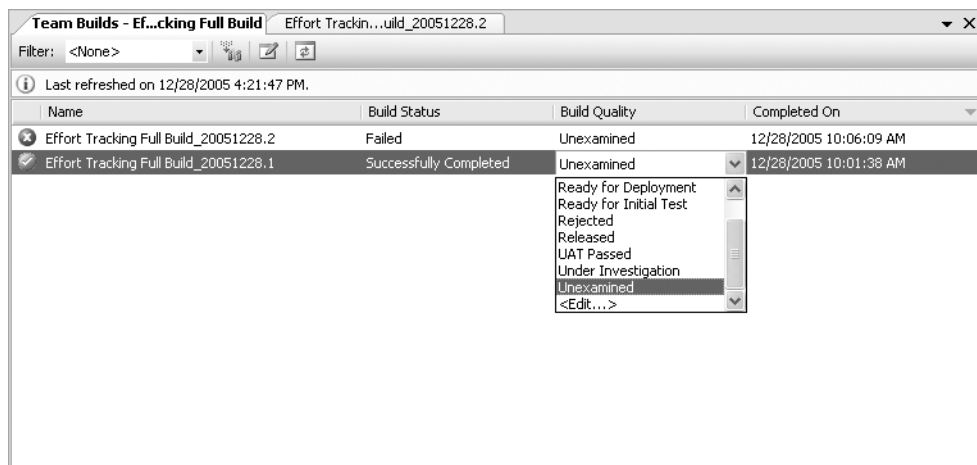 Team Builds - Ef...cking Full Build Effort Trackin...uild_20051228.2
Filter: <None>
Last refreshed on 12/28/2005 4:21:47 PM.
Name Build Status Build Quality Completed On
Effort Tracking Full Build_20051228.2 Failed Unexamined 12/28/2005 10:06:09 AM
Effort Tracking Full Build_20051228.1 Successfully Completed Unexamined 12/28/2005 10:01:38 AM
Ready for Deployment
Ready for Initial Test
Rejected
Released
UAT Passed
Under Investigation
Unexamined
<Edit...>